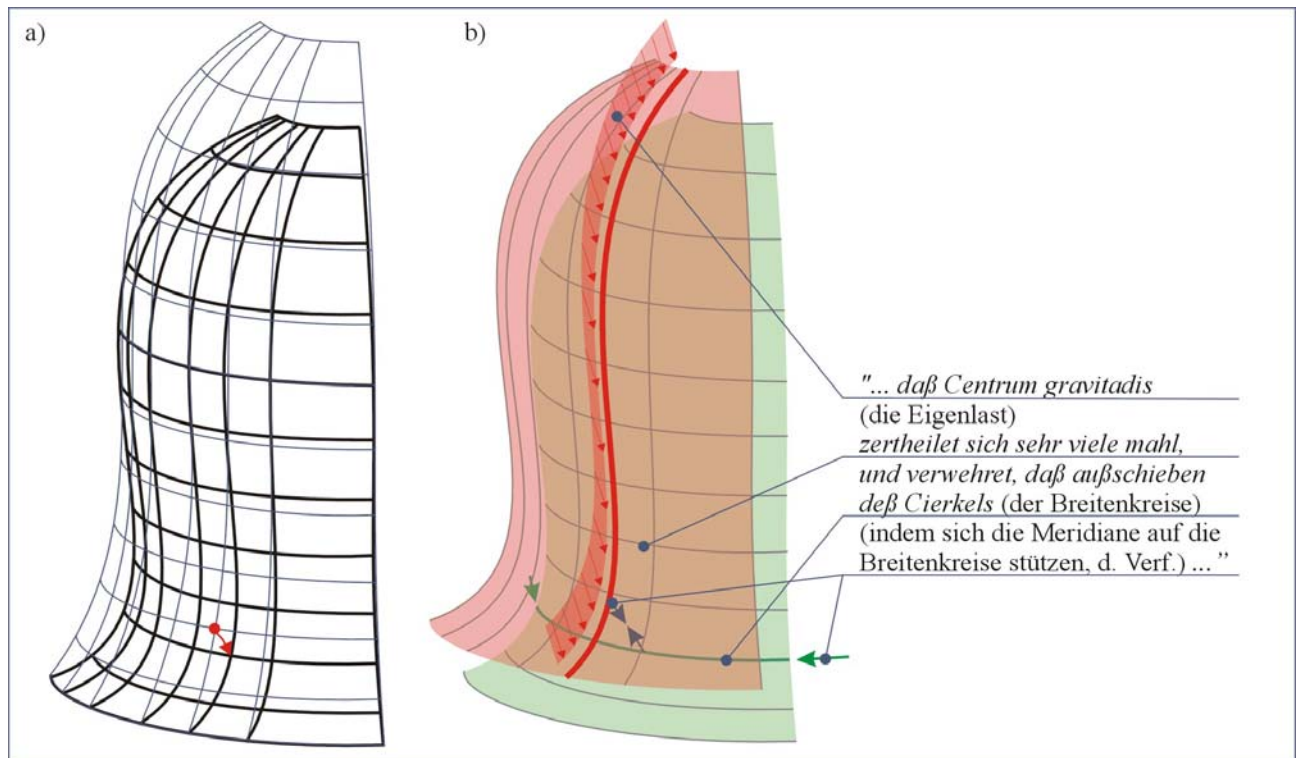 a)
b)
"... daß Centrum gravitadis
(die Eigenlast)
zertheilet sich sehr viele mahl,
und verwehret, daß außschieben
deß Cierkels (der Breitenkreise)
(indem sich die Meridiane auf die
Breitenkreise stützen, d. Verf.) ... ”